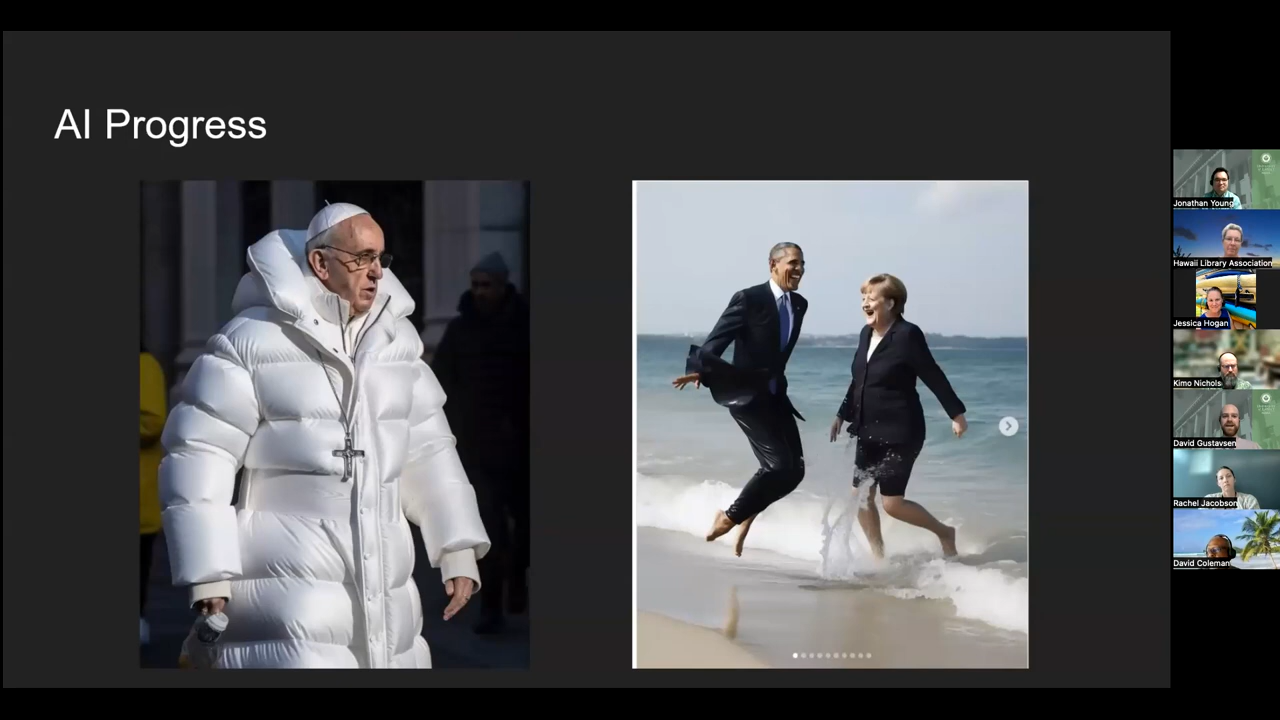 AI Progress
Jonathan Young
Hawaii Library Association
Jessica Hogan
Kimo Nichols
David Gustavsen
Rachel Jacobson
David Coleman